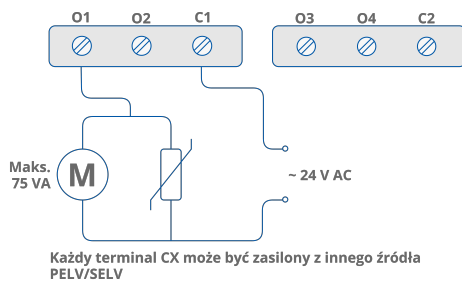 O1 O2 C1 O3 O4 C2
Maks.
75 VA
M
~ 24 V AC
Każdy terminal CX może być zasilony z innego źródła
PELV/SELV